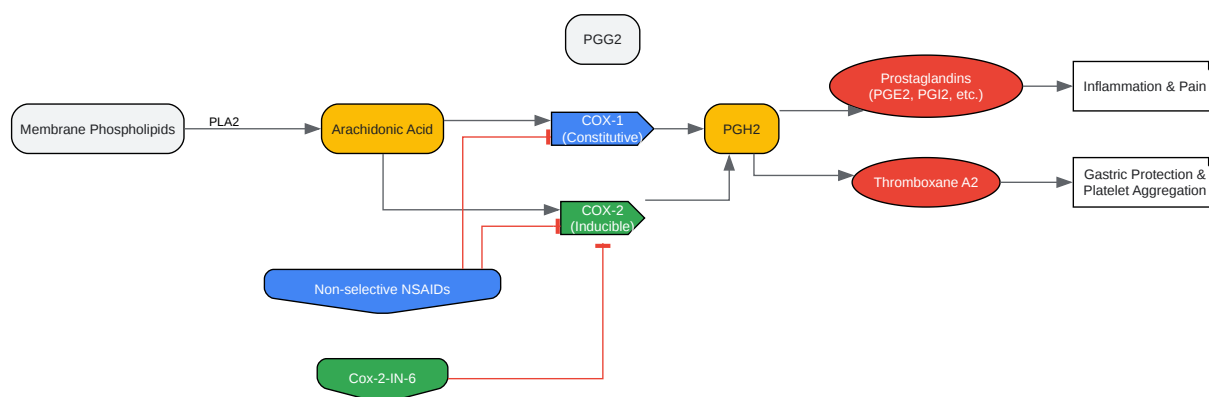 PGG2
Prostaglandins
(PGE2, PGI2, etc.)
Inflammation & Pain
Membrane Phospholipids
PLA2
Arachidonic Acid
COX-1
(Constitutive)
PGH2
Thromboxane A2
Gastric Protection &
Platelet Aggregation
COX-2
(Inducible)
Non-selective NSAIDs
Cox-2-IN-6